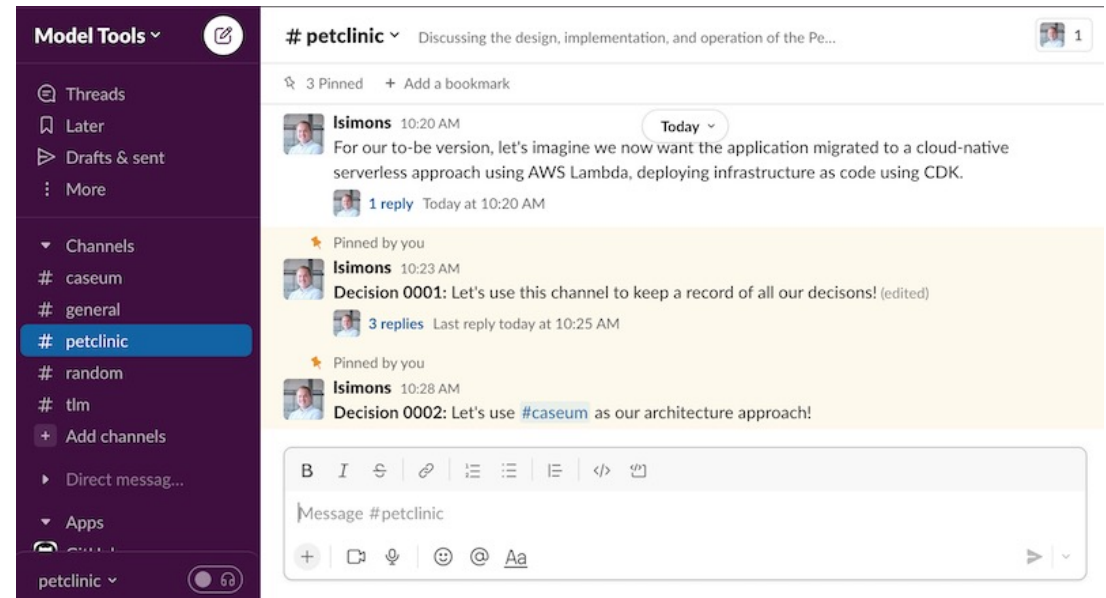 Model Tools
Threads
Later
Drafts & sent
More
Channels
# caseum
# general
# petclinic
# random
# tlm
+ Add channels
Direct messag...
Apps
petclinic
# petclinic
Discussing the design, implementation, and operation of the Pe...
1
3 Pinned + Add a bookmark
Today
lsimons 10:20 AM
For our to-be version, let's imagine we now want the application migrated to a cloud-native
serverless approach using AWS Lambda, deploying infrastructure as code using CDK.
1 reply Today at 10:20 AM
Pinned by you
lsimons 10:23 AM
Decision 0001: Let's use this channel to keep a record of all our decisons! (edited)
3 replies Last reply today at 10:25 AM
Pinned by you
lsimons 10:28 AM
Decision 0002: Let's use #caseum as our architecture approach!
B I S
Message #petclinic
+ @ Aa